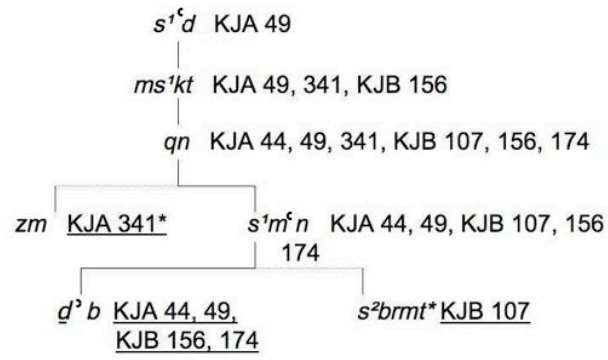 s¹ʿd KJA 49
ms¹kt KJA 49, 341, KJB 156
qn KJA 44, 49, 341, KJB 107, 156, 174
zm KJA 341* s¹mʿn KJA 44, 49, KJB 107, 156
174
ḏʾb KJA 44, 49, s²brmt* KJB 107
KJB 156, 174